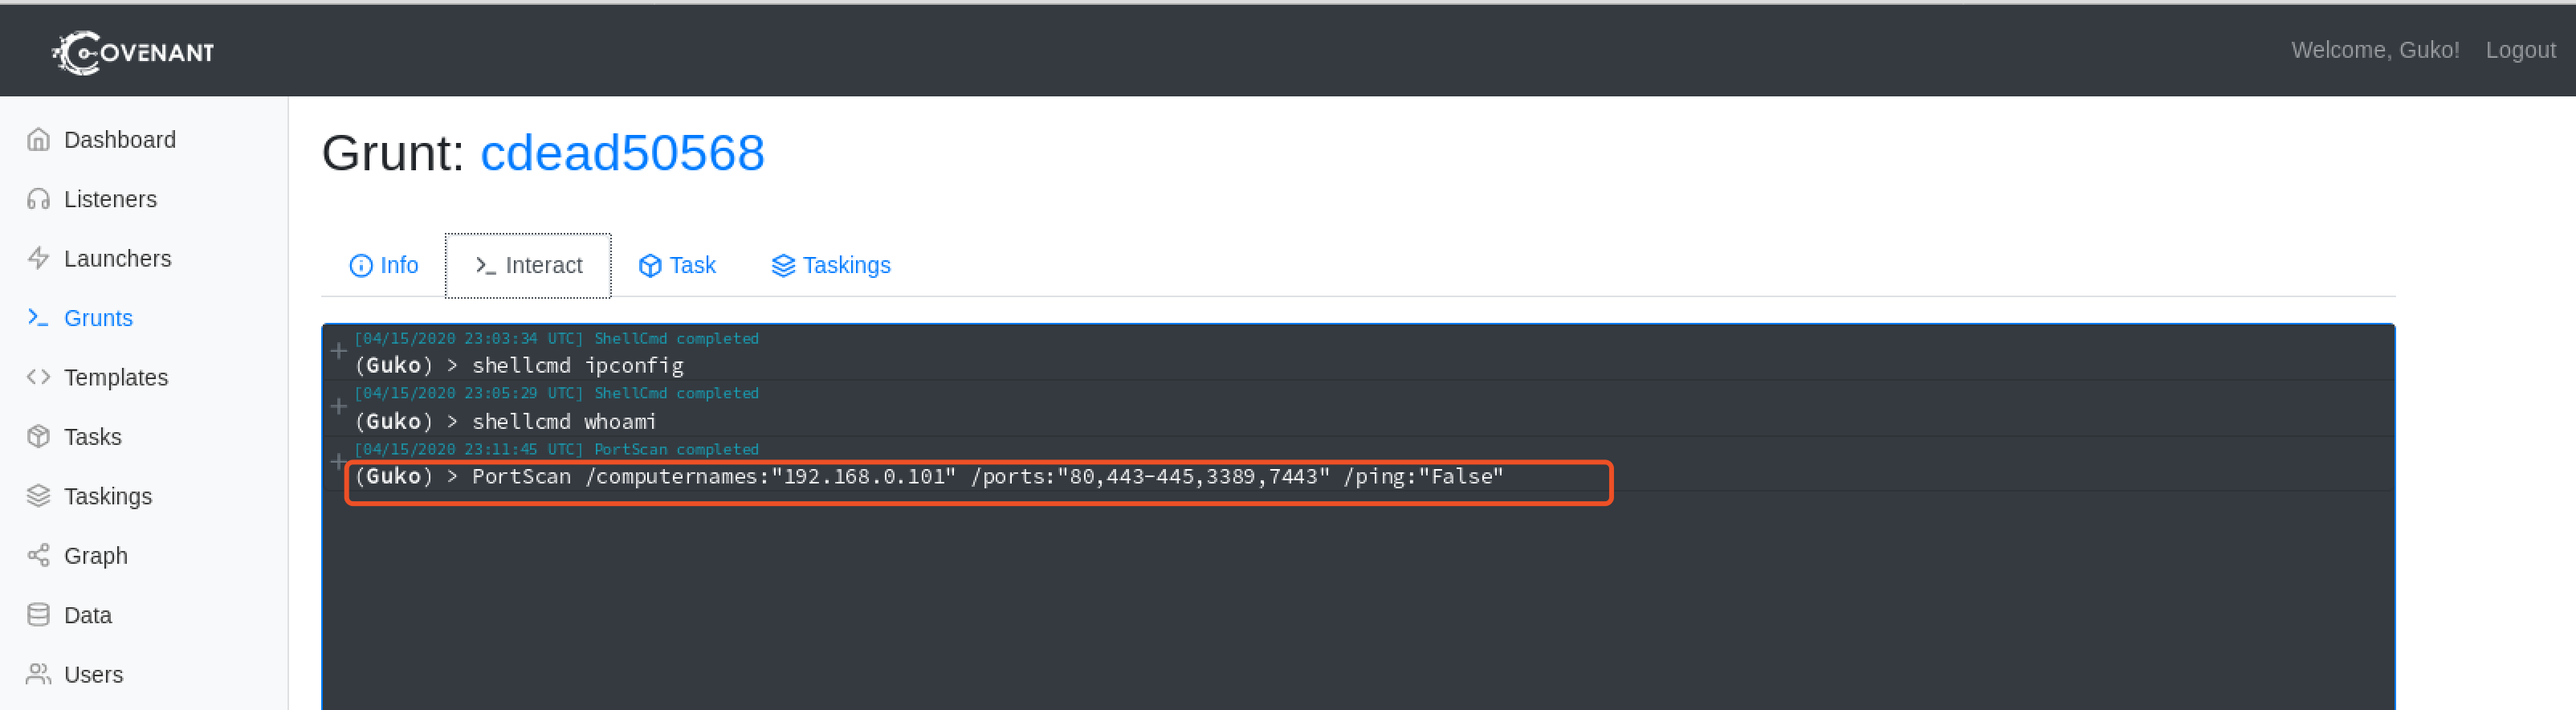 COVENANT
Welcome, Guko! Logout
Dashboard
Listeners
Launchers
Grunts
Templates
Tasks
Taskings
Graph
Data
Users
Grunt: cdead50568
Info Interact Task Taskings
[04/15/2020 23:03:34 UTC] ShellCmd completed
(Guko) > shellcmd ipconfig
[04/15/2020 23:05:29 UTC] ShellCmd completed
(Guko) > shellcmd whoami
[04/15/2020 23:11:45 UTC] PortScan completed
(Guko) > PortScan /computernames:"192.168.0.101" /ports:"80,443-445,3389,7443" /ping:"False"